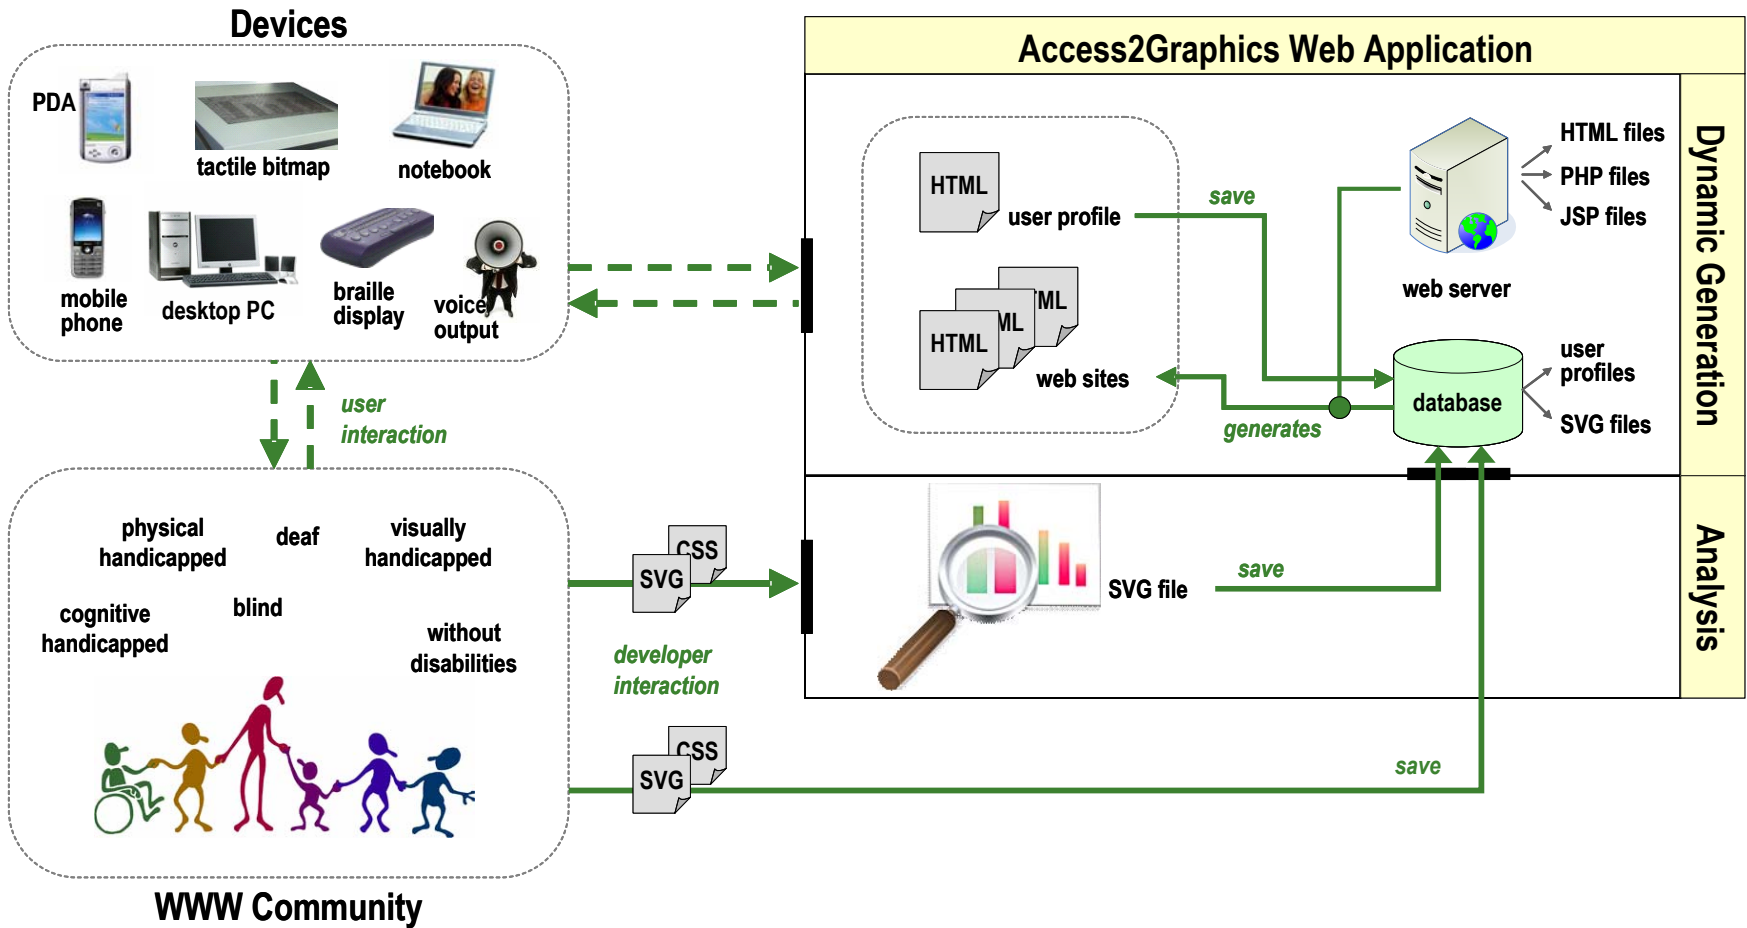 Devices
PDA
tactile bitmap
notebook
mobile
phone
desktop PC
braille
display
voice
output
user
interaction
physical
handicapped
deaf
visually
handicapped
cognitive
handicapped
blind
without
disabilities
WWW Community
CSS
SVG
developer
interaction
CSS
SVG
save
Access2Graphics Web Application
Dynamic Generation
HTML
user profile
save
HTML files
PHP files
JSP files
web server
TML
ML
HTML
web sites
generates
database
user
profiles
SVG files
Analysis
SVG file
save